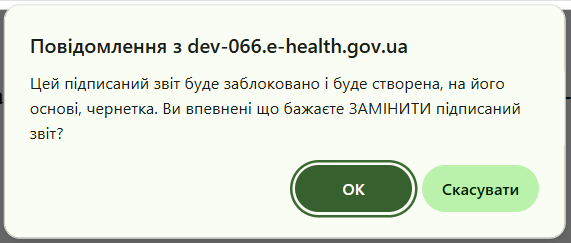 Повідомлення з dev-066.e-health.gov.ua
Цей підписаний звіт буде заблоковано і буде створена, на його
основі, чернетка. Ви впевнені що бажаєте ЗАМІНИТИ підписаний
звіт?
ОК
Скасувати